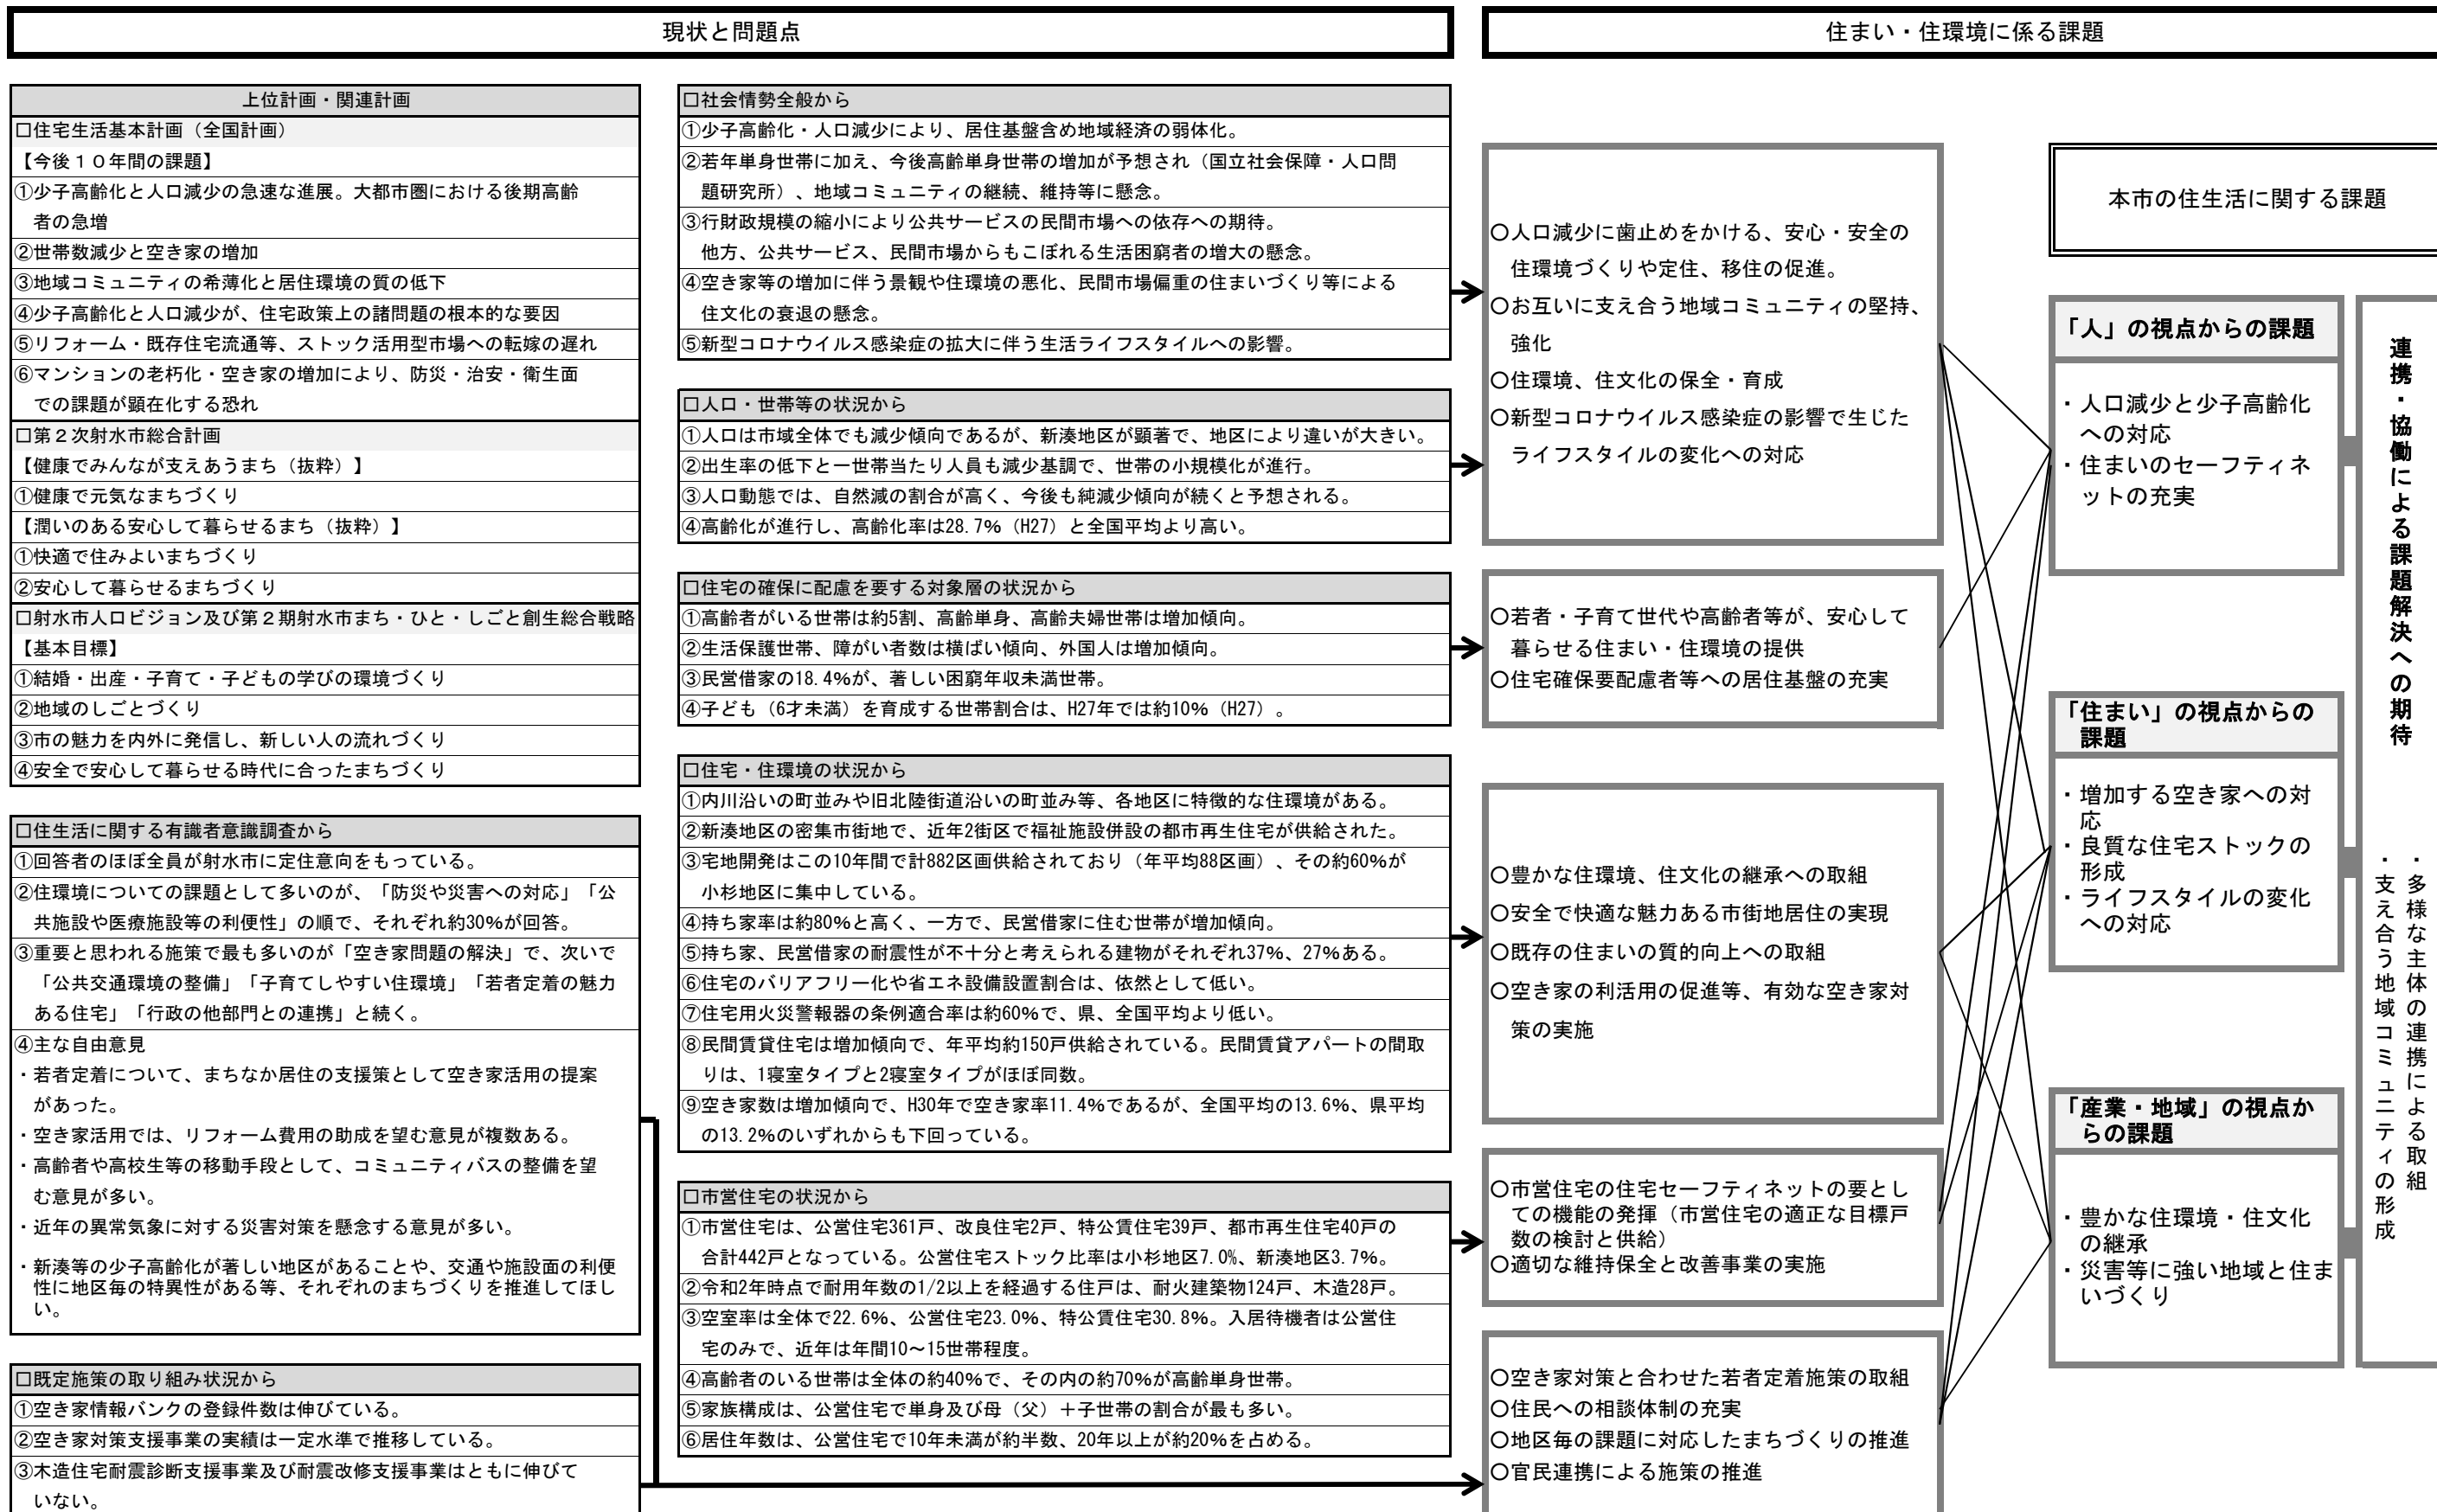 現状と問題点
住まい・住環境に係る課題
上位計画・関連計画
□住宅生活基本計画（全国計画）
【今後１０年間の課題】
①少子高齢化と人口減少の急速な進展。大都市圏における後期高齢
者の急増
②世帯数減少と空き家の増加
③地域コミュニティの希薄化と居住環境の質の低下
④少子高齢化と人口減少が、住宅政策上の諸問題の根本的な要因
⑤リフォーム・既存住宅流通等、ストック活用型市場への転嫁の遅れ
⑥マンションの老朽化・空き家の増加により、防災・治安・衛生面
での課題が顕在化する恐れ
□第２次射水市総合計画
【健康でみんなが支えあうまち（抜粋）】
①健康で元気なまちづくり
【潤いのある安心して暮らせるまち（抜粋）】
①快適で住みよいまちづくり
②安心して暮らせるまちづくり
□射水市人口ビジョン及び第２期射水市まち・ひと・しごと創生総合戦略
【基本目標】
①結婚・出産・子育て・子どもの学びの環境づくり
②地域のしごとづくり
③市の魅力を内外に発信し、新しい人の流れづくり
④安全で安心して暮らせる時代に合ったまちづくり
□住生活に関する有識者意識調査から
①回答者のほぼ全員が射水市に定住意向をもっている。
②住環境についての課題として多いのが、「防災や災害への対応」「公
共施設や医療施設等の利便性」の順で、それぞれ約30%が回答。
③重要と思われる施策で最も多いのが「空き家問題の解決」で、次いで
「公共交通環境の整備」「子育てしやすい住環境」「若者定着の魅力
ある住宅」「行政の他部門との連携」と続く。
④主な自由意見
・若者定着について、まちなか居住の支援策として空き家活用の提案
があった。
・空き家活用では、リフォーム費用の助成を望む意見が複数ある。
・高齢者や高校生等の移動手段として、コミュニティバスの整備を望
む意見が多い。
・近年の異常気象に対する災害対策を懸念する意見が多い。
・新湊等の少子高齢化が著しい地区があることや、交通や施設面の利便
性に地区毎の特異性がある等、それぞれのまちづくりを推進してほし
い。
□既定施策の取り組み状況から
①空き家情報バンクの登録件数は伸びている。
②空き家対策支援事業の実績は一定水準で推移している。
③木造住宅耐震診断支援事業及び耐震改修支援事業はともに伸びて
いない。
□社会情勢全般から
①少子高齢化・人口減少により、居住基盤含め地域経済の弱体化。
②若年単身世帯に加え、今後高齢単身世帯の増加が予想され（国立社会保障・人口問
題研究所）、地域コミュニティの継続、維持等に懸念。
③行財政規模の縮小により公共サービスの民間市場への依存への期待。
他方、公共サービス、民間市場からもこぼれる生活困窮者の増大の懸念。
④空き家等の増加に伴う景観や住環境の悪化、民間市場偏重の住まいづくり等による
住文化の衰退の懸念。
⑤新型コロナウイルス感染症の拡大に伴う生活ライフスタイルへの影響。
□人口・世帯等の状況から
①人口は市域全体でも減少傾向であるが、新湊地区が顕著で、地区により違いが大きい。
②出生率の低下と一世帯当たり人員も減少基調で、世帯の小規模化が進行。
③人口動態では、自然減の割合が高く、今後も純減少傾向が続くと予想される。
④高齢化が進行し、高齢化率は28.7%（H27）と全国平均より高い。
□住宅の確保に配慮を要する対象層の状況から
①高齢者がいる世帯は約5割、高齢単身、高齢夫婦世帯は増加傾向。
②生活保護世帯、障がい者数は横ばい傾向、外国人は増加傾向。
③民営借家の18.4%が、著しい困窮年収未満世帯。
④子ども（6才未満）を育成する世帯割合は、H27年では約10%（H27）。
□住宅・住環境の状況から
①内川沿いの町並みや旧北陸街道沿いの町並み等、各地区に特徴的な住環境がある。
②新湊地区の密集市街地で、近年2街区で福祉施設併設の都市再生住宅が供給された。
③宅地開発はこの10年間で計882区画供給されており（年平均88区画）、その約60%が
小杉地区に集中している。
④持ち家率は約80%と高く、一方で、民営借家に住む世帯が増加傾向。
⑤持ち家、民営借家の耐震性が不十分と考えられる建物がそれぞれ37%、27%ある。
⑥住宅のバリアフリー化や省エネ設備設置割合は、依然として低い。
⑦住宅用火災警報器の条例適合率は約60%で、県、全国平均より低い。
⑧民間賃貸住宅は増加傾向で、年平均約150戸供給されている。民間賃貸アパートの間取
りは、1寝室タイプと2寝室タイプがほぼ同数。
⑨空き家数は増加傾向で、H30年で空き家率11.4%であるが、全国平均の13.6%、県平均
の13.2%のいずれからも下回っている。
□市営住宅の状況から
①市営住宅は、公営住宅361戸、改良住宅2戸、特公賃住宅39戸、都市再生住宅40戸の
合計442戸となっている。公営住宅ストック比率は小杉地区7.0%、新湊地区3.7%。
②令和2年時点で耐用年数の1/2以上を経過する住戸は、耐火建築物124戸、木造28戸。
③空室率は全体で22.6%、公営住宅23.0%、特公賃住宅30.8%。入居待機者は公営住
宅のみで、近年は年間10～15世帯程度。
④高齢者のいる世帯は全体の約40%で、その内の約70%が高齢単身世帯。
⑤家族構成は、公営住宅で単身及び母（父）＋子世帯の割合が最も多い。
⑥居住年数は、公営住宅で10年未満が約半数、20年以上が約20%を占める。
〇人口減少に歯止めをかける、安心・安全の
住環境づくりや定住、移住の促進。
〇お互いに支え合う地域コミュニティの堅持、
強化
〇住環境、住文化の保全・育成
〇新型コロナウイルス感染症の影響で生じた
ライフスタイルの変化への対応
〇若者・子育て世代や高齢者等が、安心して
暮らせる住まい・住環境の提供
〇住宅確保要配慮者等への居住基盤の充実
〇豊かな住環境、住文化の継承への取組
〇安全で快適な魅力ある市街地居住の実現
〇既存の住まいの質的向上への取組
〇空き家の利活用の促進等、有効な空き家対
策の実施
〇市営住宅の住宅セーフティネットの要とし
ての機能の発揮（市営住宅の適正な目標戸
数の検討と供給）
〇適切な維持保全と改善事業の実施
〇空き家対策と合わせた若者定着施策の取組
〇住民への相談体制の充実
〇地区毎の課題に対応したまちづくりの推進
〇官民連携による施策の推進
本市の住生活に関する課題
「人」の視点からの課題
・人口減少と少子高齢化
への対応
・住まいのセーフティネ
ットの充実
「住まい」の視点からの
課題
・増加する空き家への対
応
・良質な住宅ストックの
形成
・ライフスタイルの変化
への対応
「産業・地域」の視点か
らの課題
・豊かな住環境・住文化
の継承
・災害等に強い地域と住ま
いづくり
連携・協働による課題解決への期待
・多様な主体の連携による取組
・支え合う地域コミュニティの形成